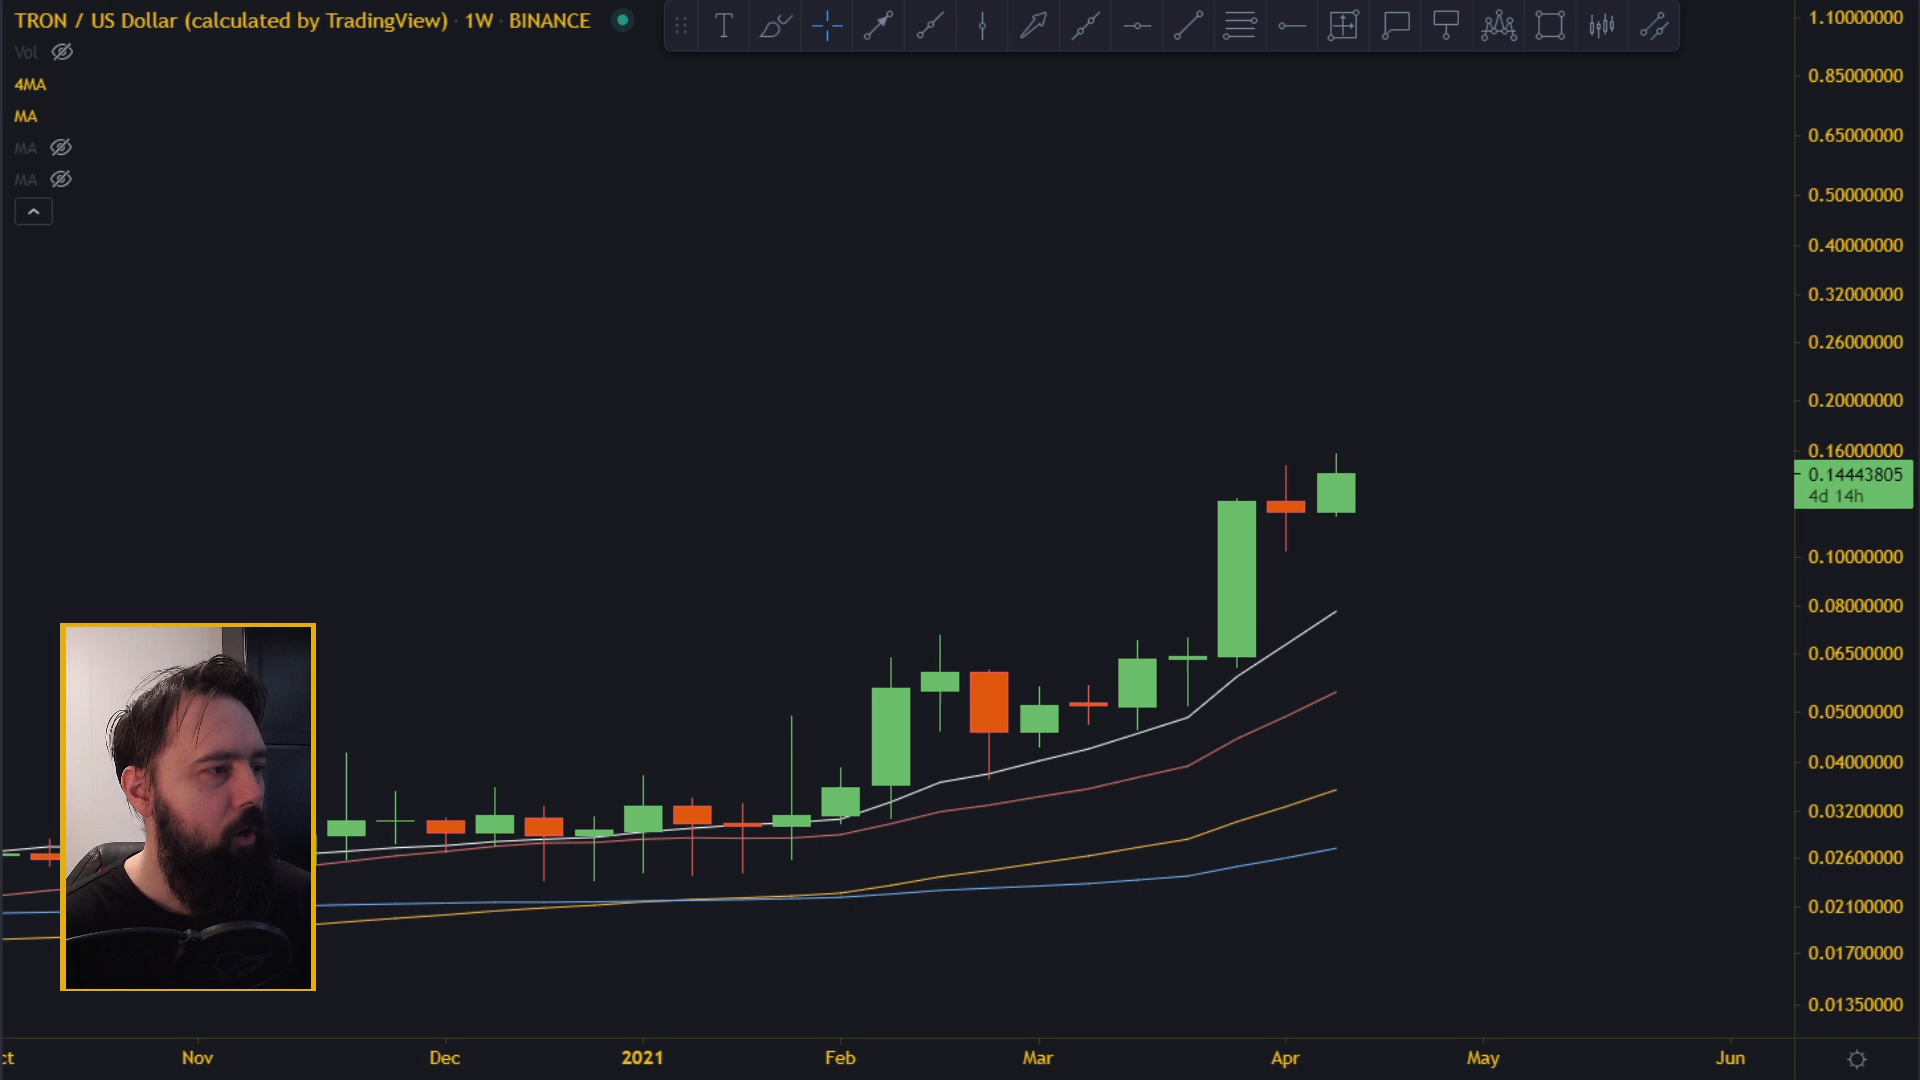 TRON / US Dollar (calculated by TradingView) · 1W · BINANCE
Vol
4MA
MA
MA
MA
T
1.10000000
0.85000000
0.65000000
0.50000000
0.40000000
0.32000000
0.26000000
0.20000000
0.16000000
0.14443805
4d 14h
0.10000000
0.08000000
0.06500000
0.05000000
0.04000000
0.03200000
0.02600000
0.02100000
0.01700000
0.01350000
ct Nov Dec 2021 Feb Mar Apr May Jun